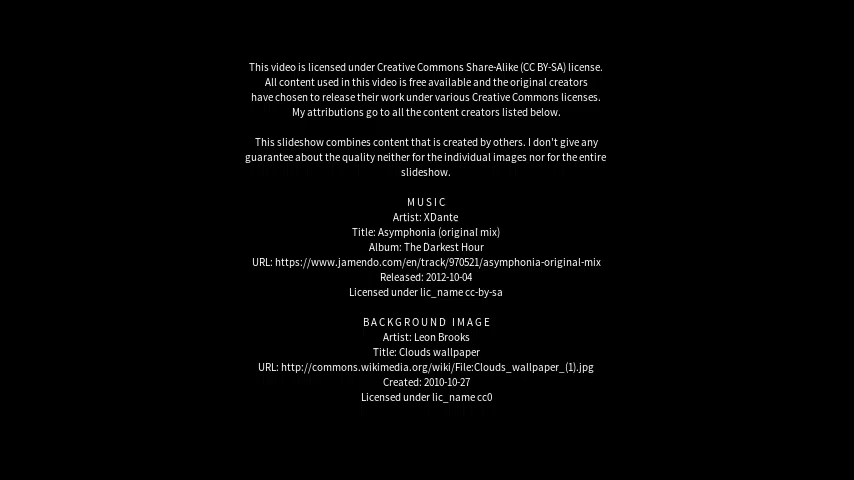 This video is licensed under Creative Commons Share-Alike (CC BY-SA) license.
All content used in this video is free available and the original creators
have chosen to release their work under various Creative Commons licenses.
My attributions go to all the content creators listed below.
This slideshow combines content that is created by others. I don't give any
guarantee about the quality neither for the individual images nor for the entire
slideshow.
M U S I C
Artist: XDante
Title: Asymphonia (original mix)
Album: The Darkest Hour
URL: https://www.jamendo.com/en/track/970521/asymphonia-original-mix
Released: 2012-10-04
Licensed under lic_name cc-by-sa
B A C K G R O U N D   I M A G E
Artist: Leon Brooks
Title: Clouds wallpaper
URL: http://commons.wikimedia.org/wiki/File:Clouds_wallpaper_(1).jpg
Created: 2010-10-27
Licensed under lic_name cc0